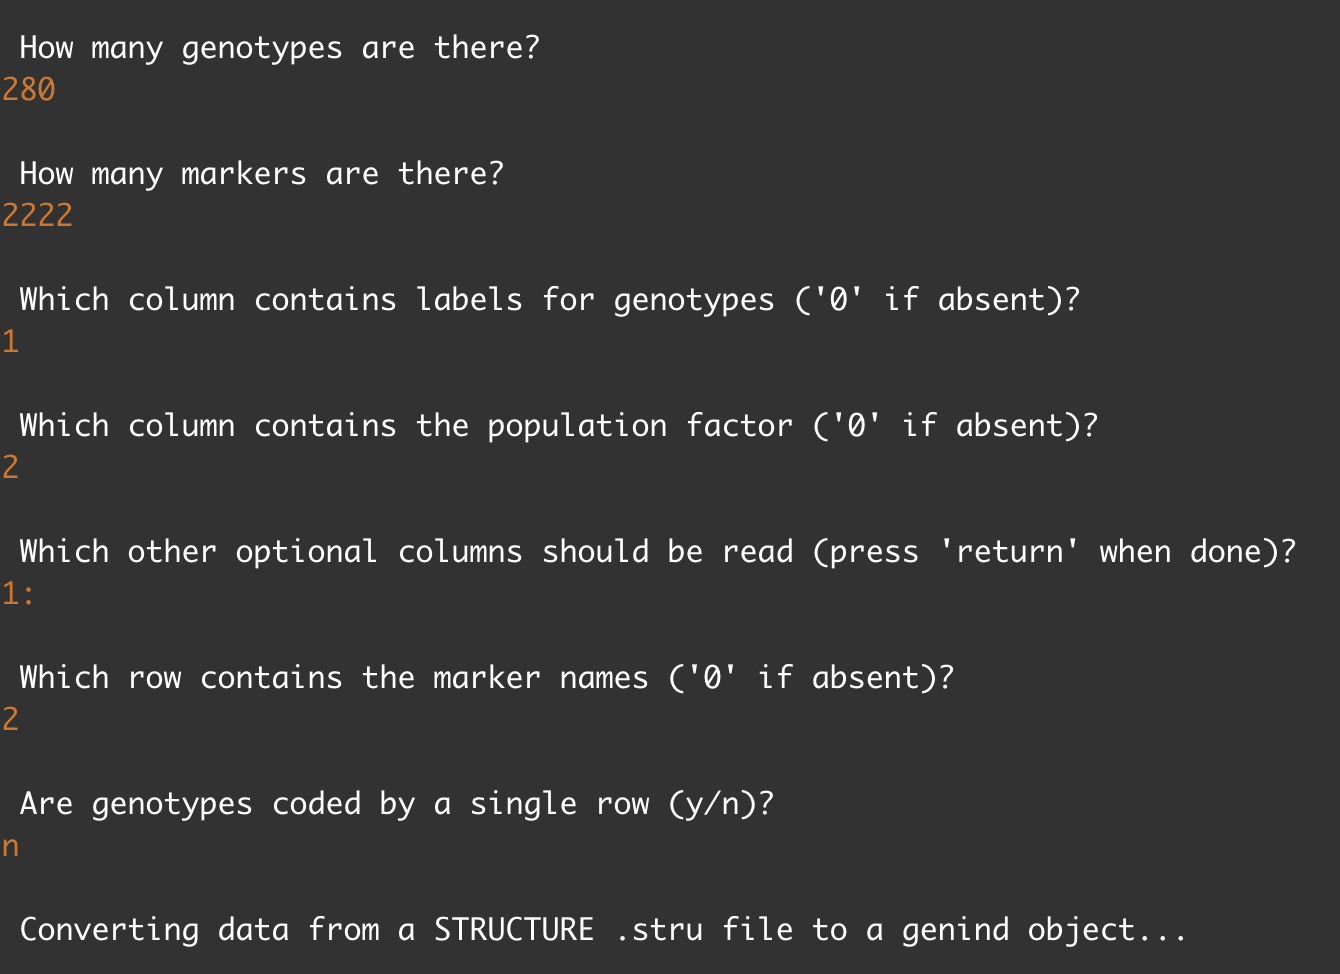 How many genotypes are there?
280
How many markers are there?
2222
Which column contains labels for genotypes ('0' if absent)?
1
Which column contains the population factor ('0' if absent)?
2
Which other optional columns should be read (press 'return' when done)?
1:
Which row contains the marker names ('0' if absent)?
2
Are genotypes coded by a single row (y/n)?
n
Converting data from a STRUCTURE .stru file to a genind object...